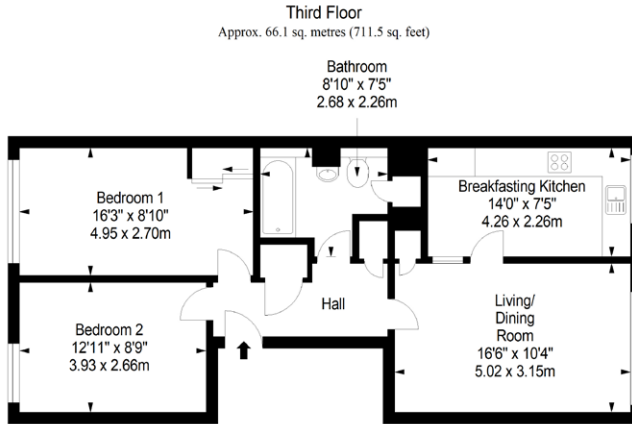 Third Floor
Approx. 66.1 sq. metres (711.5 sq. feet)
Bathroom
8'10" x 7'5"
2.68 x 2.26m
Bedroom 1
16'3" x 8'10"
4.95 x 2.70m
Breakfasting Kitchen
14'0" x 7'5"
4.26 x 2.26m
Hall
Living/
Dining
Room
16'6" x 10'4"
5.02 x 3.15m
Bedroom 2
12'11" x 8'9"
3.93 x 2.66m